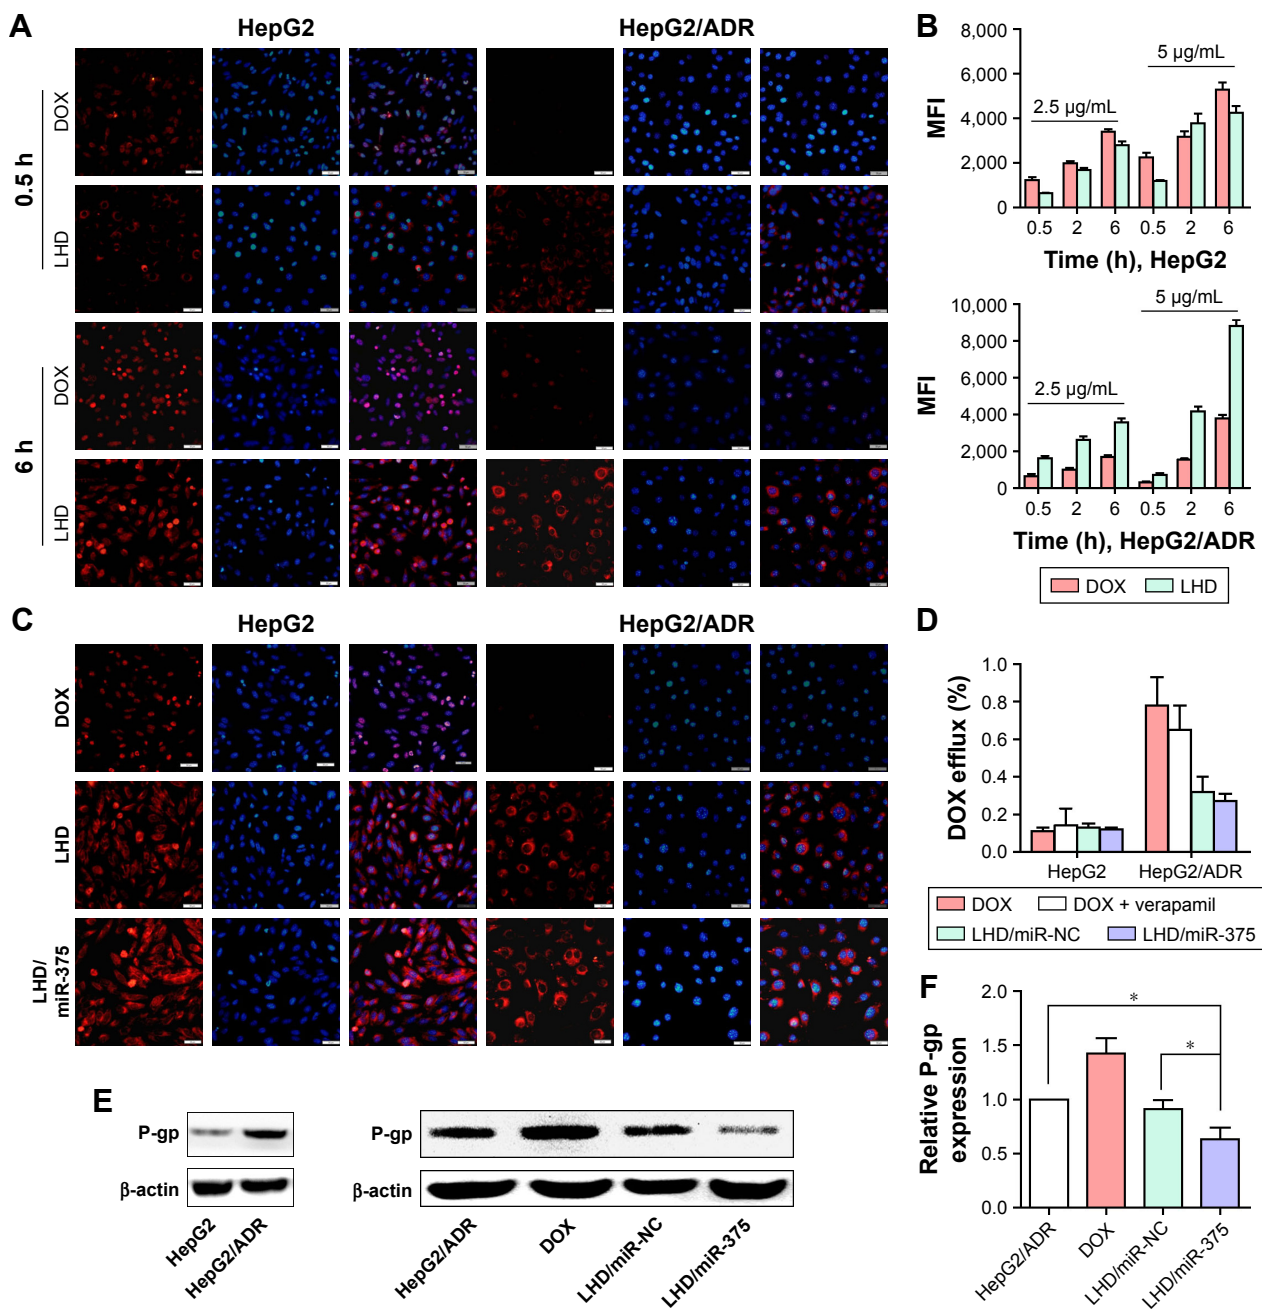 A
HepG2
HepG2/ADR
0.5 h
DOX
LHD
6 h
DOX
LHD
B
MFI
8,000
6,000
4,000
2,000
0
2.5 µg/mL
5 µg/mL
0.5 2 6 0.5 2 6
Time (h), HepG2
MFI
10,000
8,000
6,000
4,000
2,000
0
2.5 µg/mL
5 µg/mL
0.5 2 6 0.5 2 6
Time (h), HepG2/ADR
DOX LHD
C
HepG2
HepG2/ADR
DOX
LHD
LHD/
miR-375
D
DOX efflux (%)
1.0
0.8
0.6
0.4
0.2
0.0
HepG2 HepG2/ADR
DOX DOX + verapamil
LHD/miR-NC LHD/miR-375
E
P-gp
β-actin
HepG2
HepG2/ADR
P-gp
β-actin
HepG2/ADR
DOX
LHD/miR-NC
LHD/miR-375
F
Relative P-gp
expression
2.0
1.5
1.0
0.5
0.0
*
*
HepG2/ADR
DOX
LHD/miR-NC
LHD/miR-375